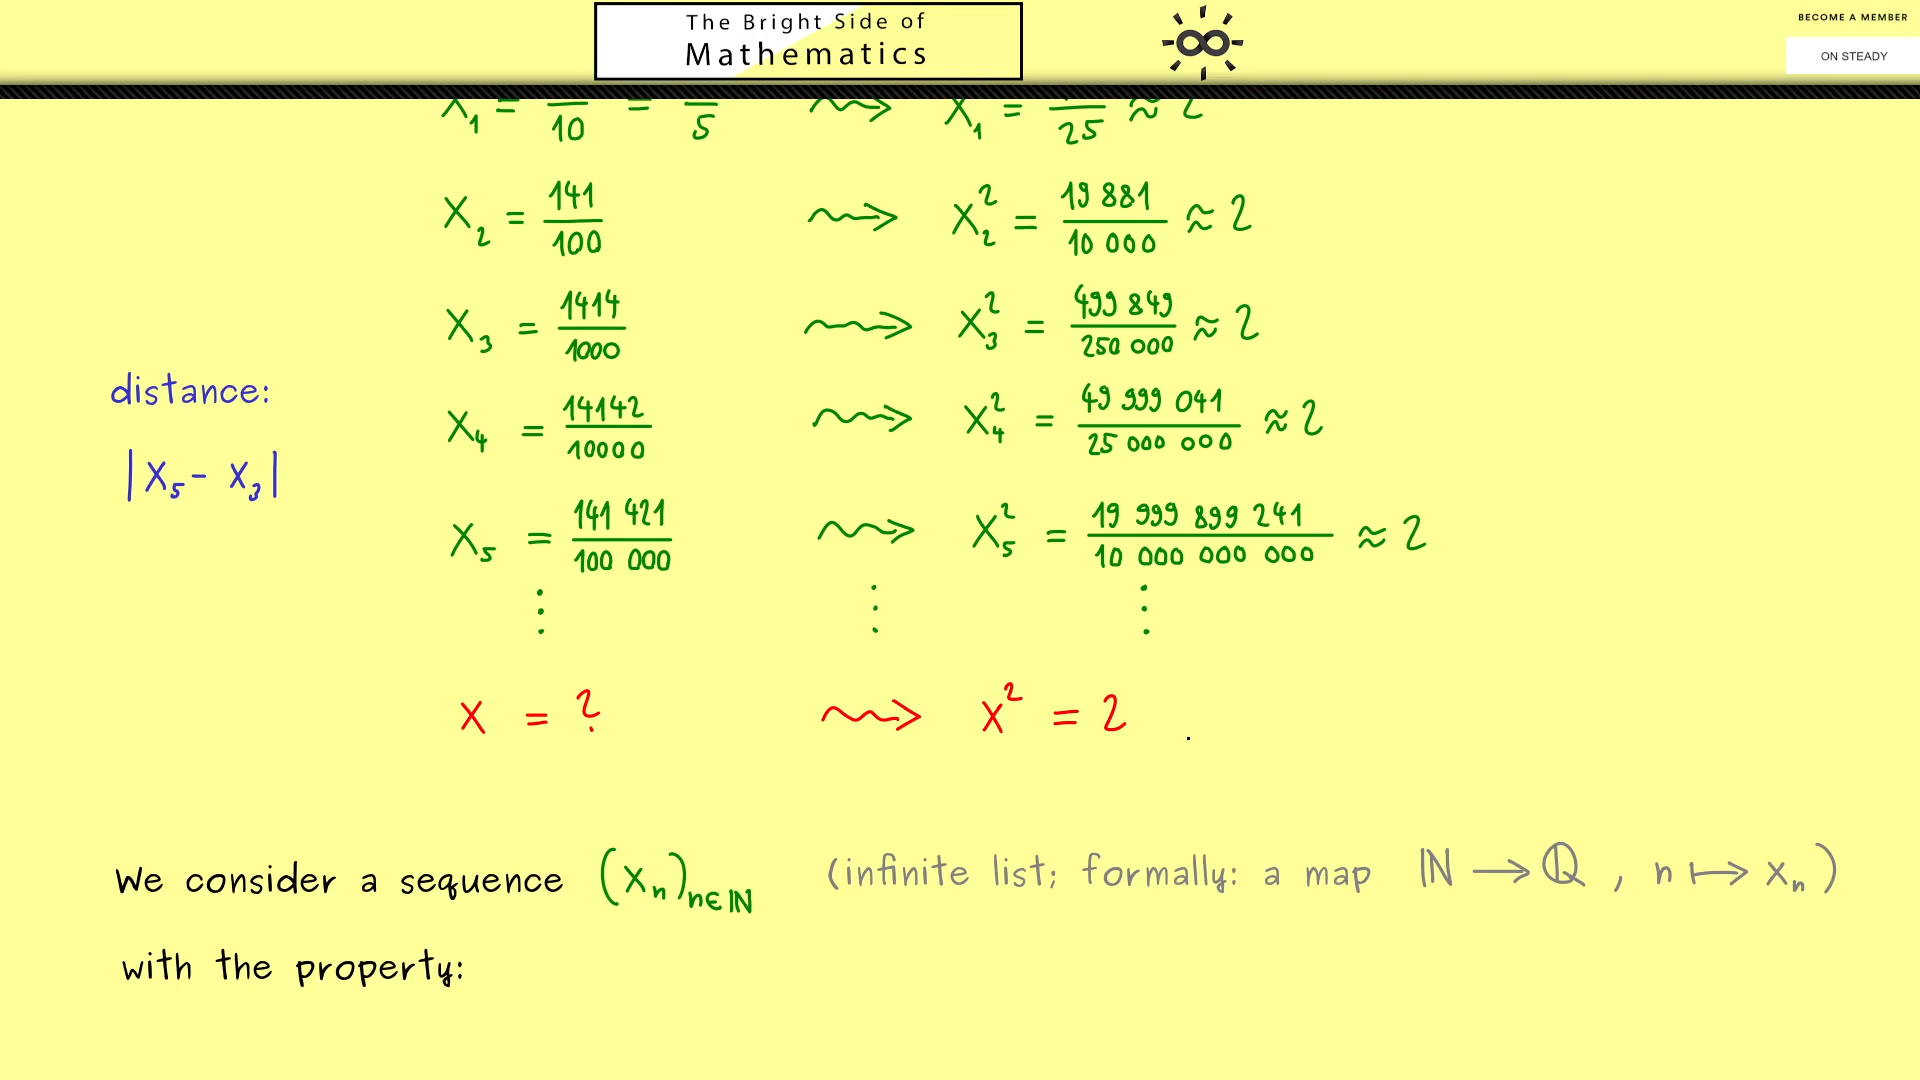 The Bright Side of
Mathematics
BECOME A MEMBER
ON STEADY
x₁ = /10 = /5 ⇝ x₁ = /25 ≈ 2
x₂ = 141/100 ⇝ x₂² = 19 881/10 000 ≈ 2
x₃ = 1414/1000 ⇝ x₃² = 499 849/250 000 ≈ 2
distance:
x₄ = 14142/10000 ⇝ x₄² = 49 999 041/25 000 000 ≈ 2
|x₅ - x₃|
x₅ = 141 421/100 000 ⇝ x₅² = 19 999 899 241/10 000 000 000 ≈ 2
⋮ ⋮ ⋮
x = ? ⇝ x² = 2
We consider a sequence (xₙ)ₙ∈ℕ (infinite list; formally: a map ℕ → ℚ , n ↦ xₙ)
with the property: